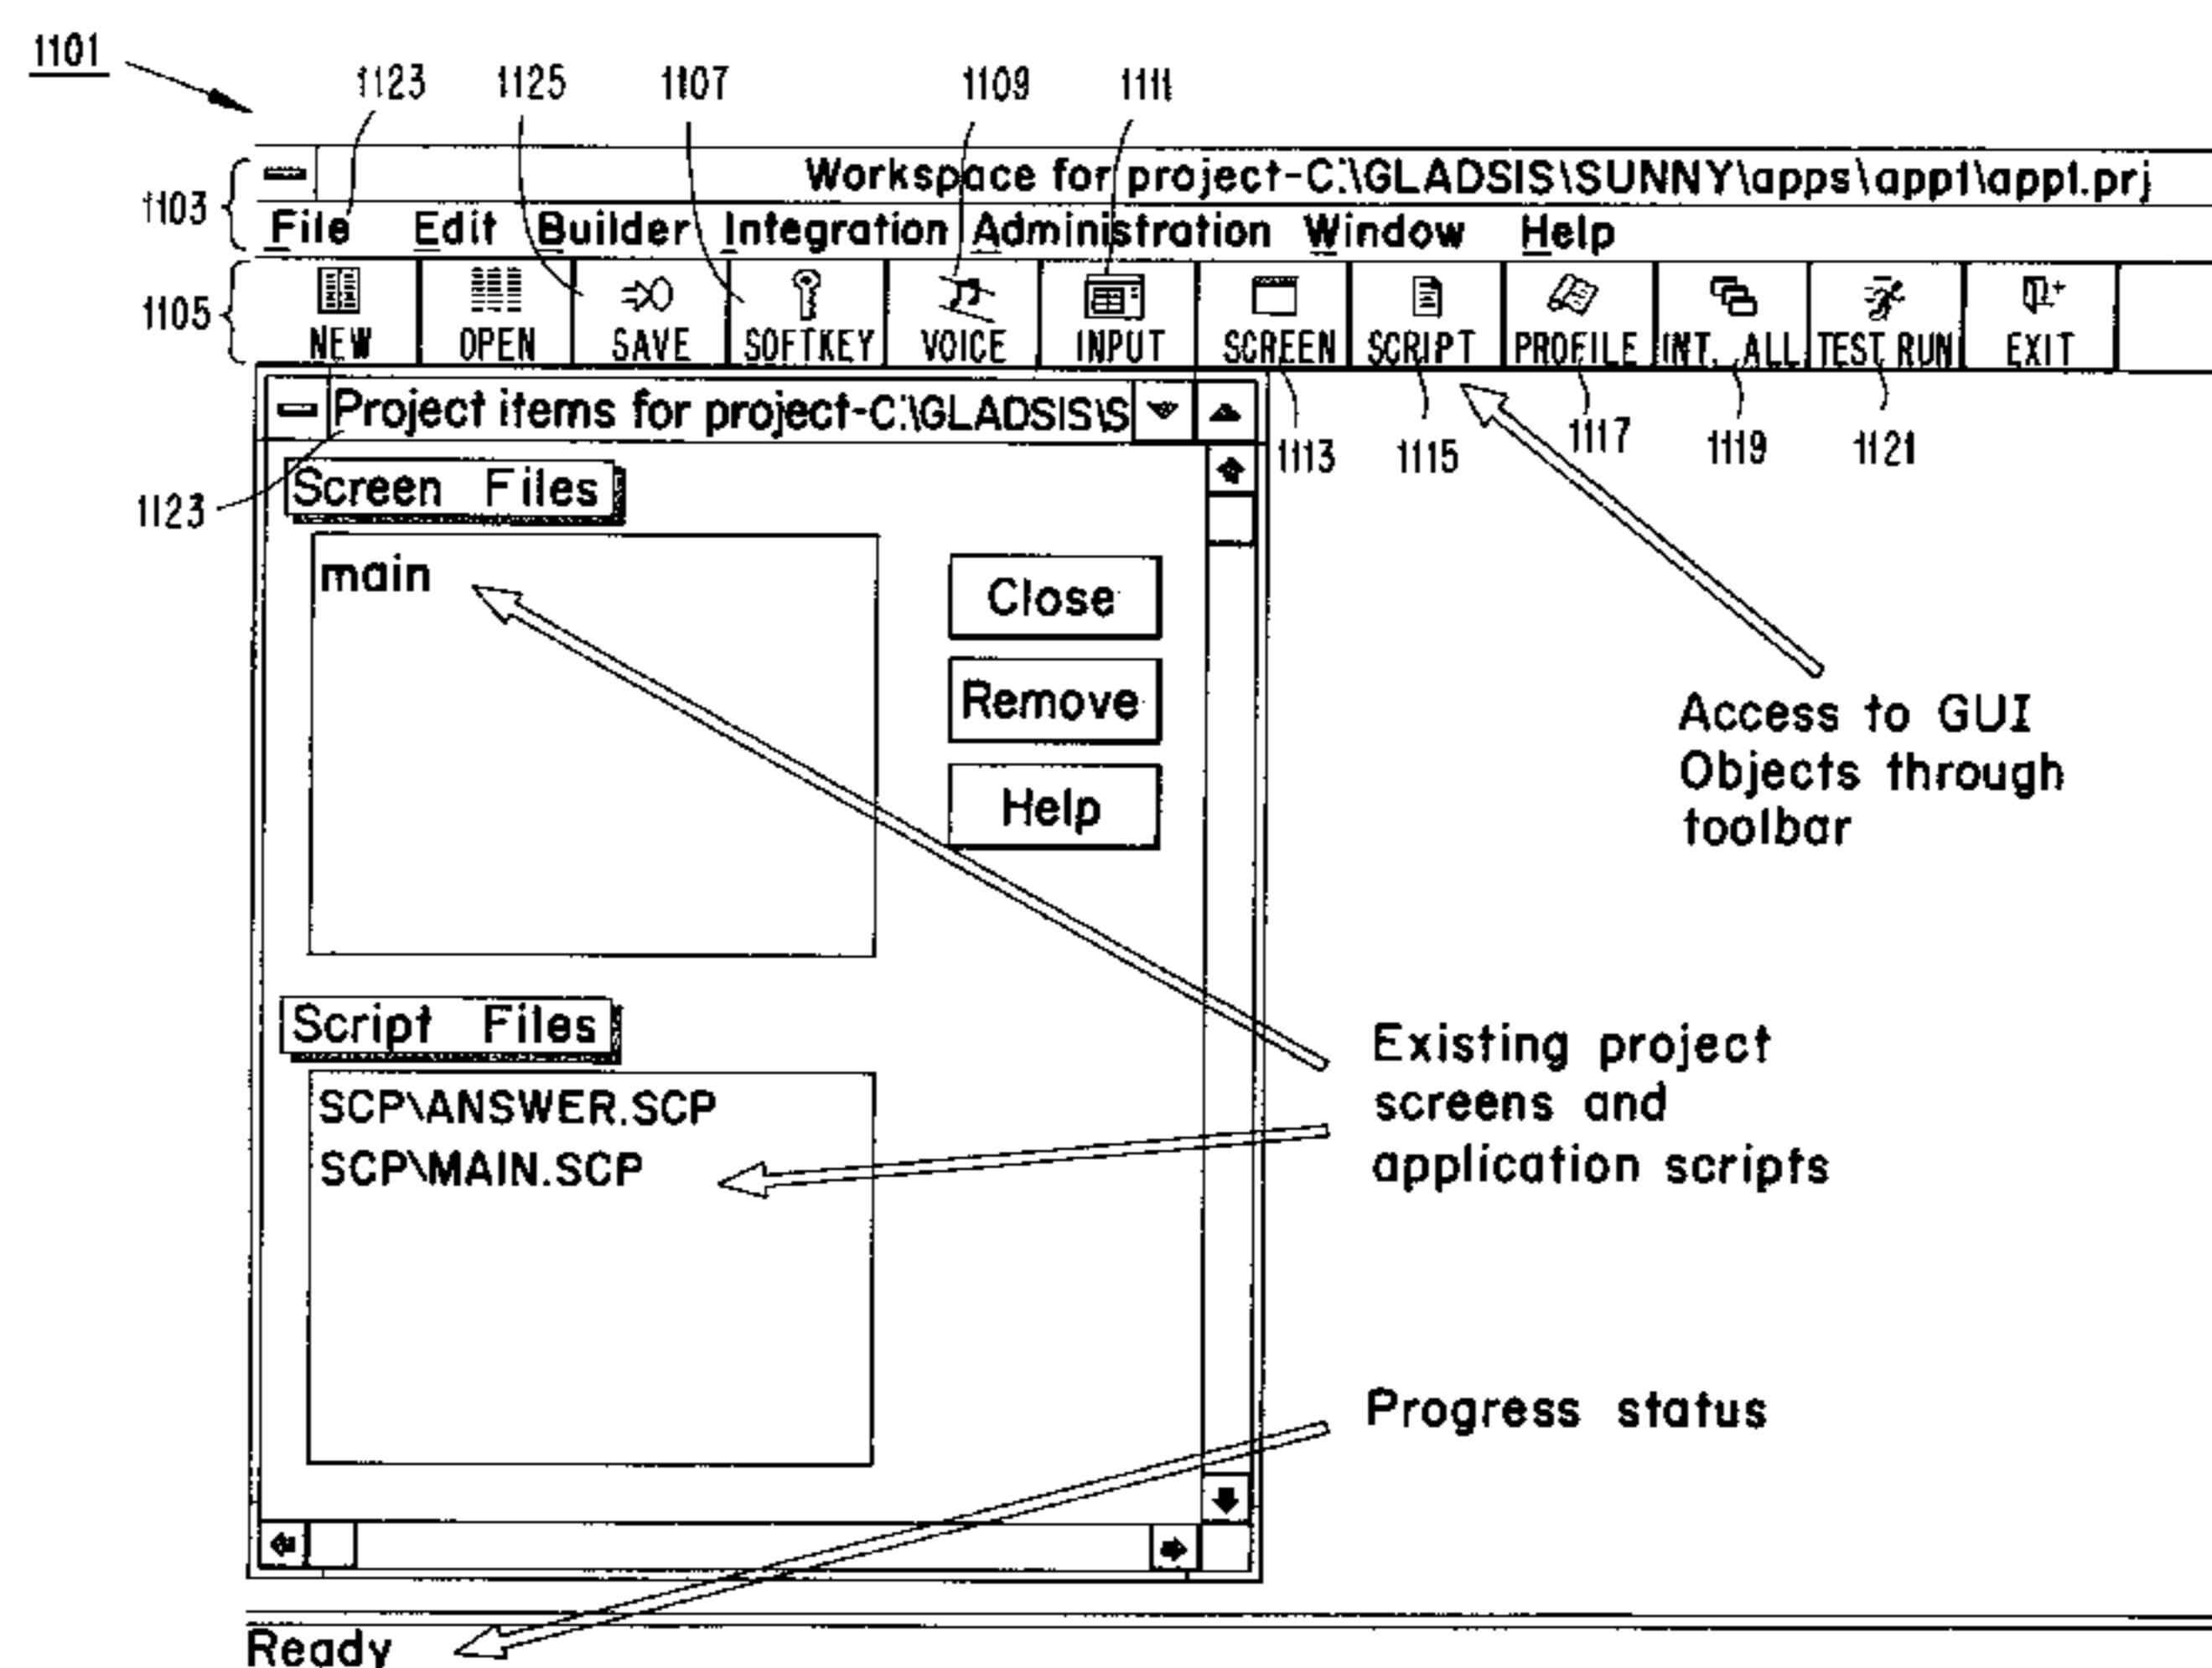 1101
1123 1125 1107 1109 1111
Workspace for project-C:\GLADSIS\SUNNY\apps\app1\app1.prj
1103
File Edit Builder Integration Administration Window Help
1105
NEW OPEN SAVE SOFTKEY VOICE INPUT SCREEN SCRIPT PROFILE INT. ALL TEST RUN EXIT
Project items for project-C:\GLADSIS\S
1113 1115 1117 1119 1121
1123
Screen Files
main
Close
Remove
Help
Access to GUI
Objects through
toolbar
Script Files
SCP\ANSWER.SCP
SCP\MAIN.SCP
Existing project
screens and
application scripts
Progress status
Ready